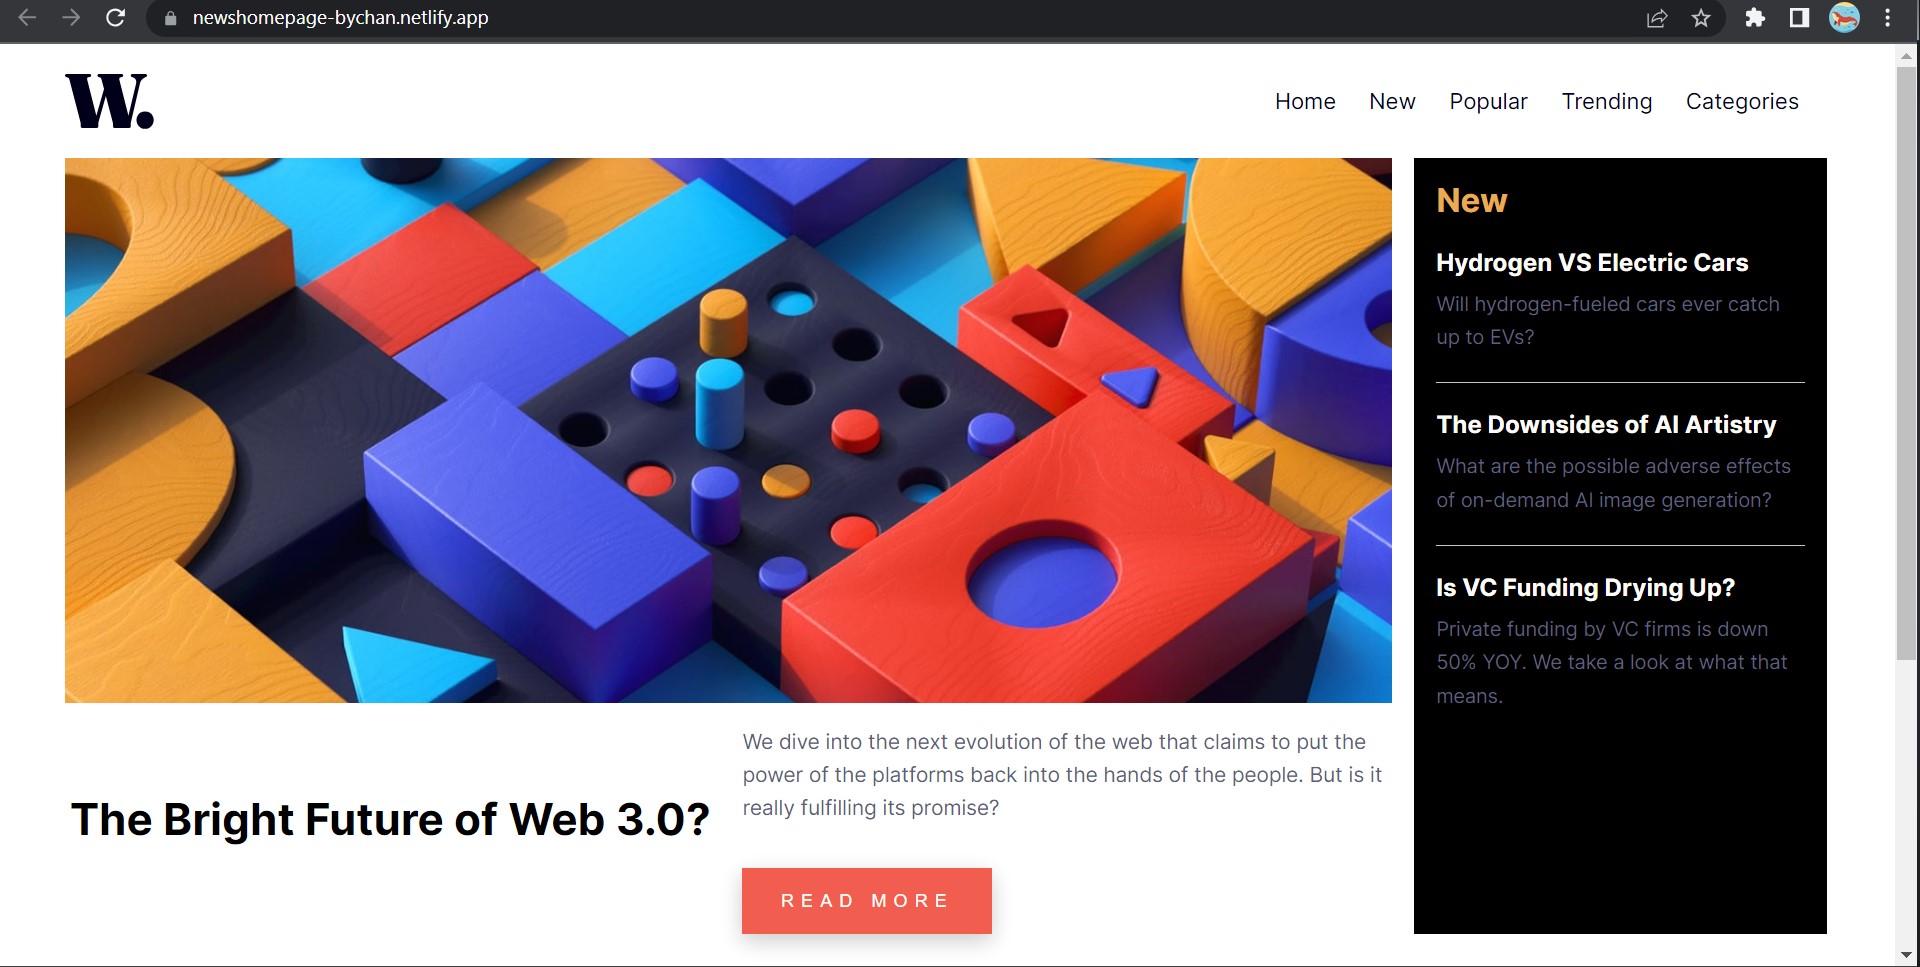 newshomepage-bychan.netlify.app
W.
Home New Popular Trending Categories
New
Hydrogen VS Electric Cars
Will hydrogen-fueled cars ever catch
up to EVs?
The Downsides of AI Artistry
What are the possible adverse effects
of on-demand AI image generation?
Is VC Funding Drying Up?
Private funding by VC firms is down
50% YOY. We take a look at what that
means.
The Bright Future of Web 3.0?
We dive into the next evolution of the web that claims to put the
power of the platforms back into the hands of the people. But is it
really fulfilling its promise?
READ MORE